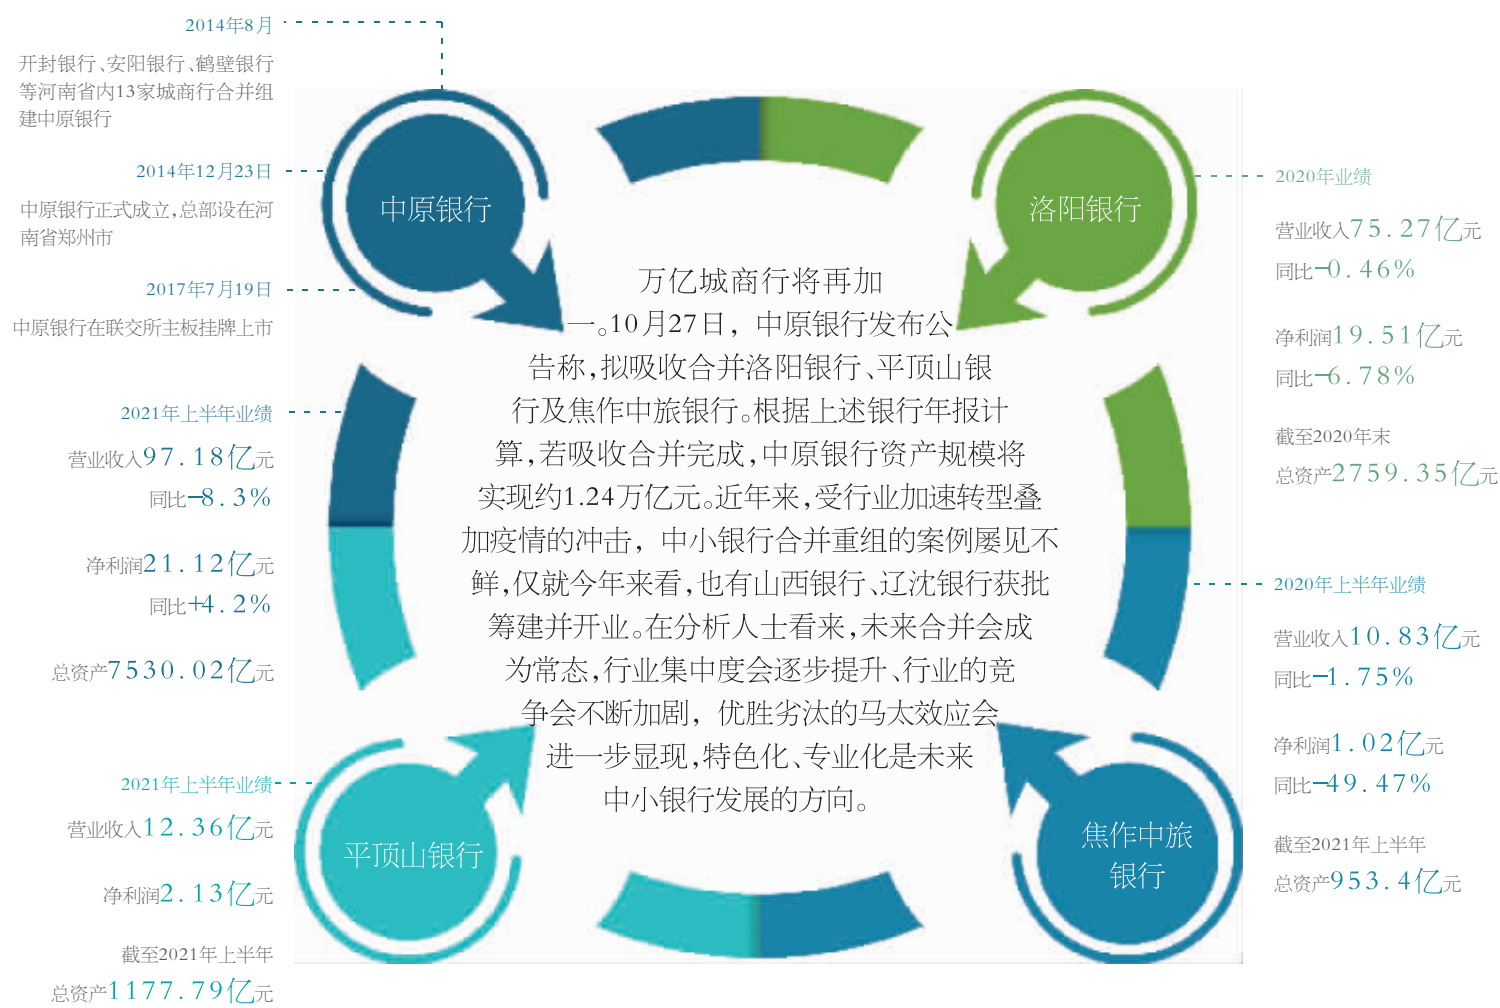 2014年8月
开封银行、安阳银行、鹤壁银行
等河南省内13家城商行合并组
建中原银行
2014年12月23日
中原银行正式成立,总部设在河
南省郑州市
2017年7月19日
中原银行在联交所主板挂牌上市
2021年上半年业绩
营业收入97.18亿元
同比-8.3%
净利润21.12亿元
同比+4.2%
总资产7530.02亿元
中原银行
洛阳银行
2020年业绩
营业收入75.27亿元
同比-0.46%
净利润19.51亿元
同比-6.78%
截至2020年末
总资产2759.35亿元
万亿城商行将再加
一。10月27日，中原银行发布公
告称,拟吸收合并洛阳银行、平顶山银
行及焦作中旅银行。根据上述银行年报计
算,若吸收合并完成,中原银行资产规模将
实现约1.24万亿元。近年来,受行业加速转型叠
加疫情的冲击，中小银行合并重组的案例屡见不
鲜,仅就今年来看,也有山西银行、辽沈银行获批
筹建并开业。在分析人士看来,未来合并会成
为常态,行业集中度会逐步提升、行业的竞
争会不断加剧，优胜劣汰的马太效应会
进一步显现,特色化、专业化是未来
中小银行发展的方向。
2021年上半年业绩
营业收入12.36亿元
净利润2.13亿元
截至2021年上半年
总资产1177.79亿元
平顶山银行
焦作中旅
银行
2020年上半年业绩
营业收入10.83亿元
同比-1.75%
净利润1.02亿元
同比-49.47%
截至2021年上半年
总资产953.4亿元